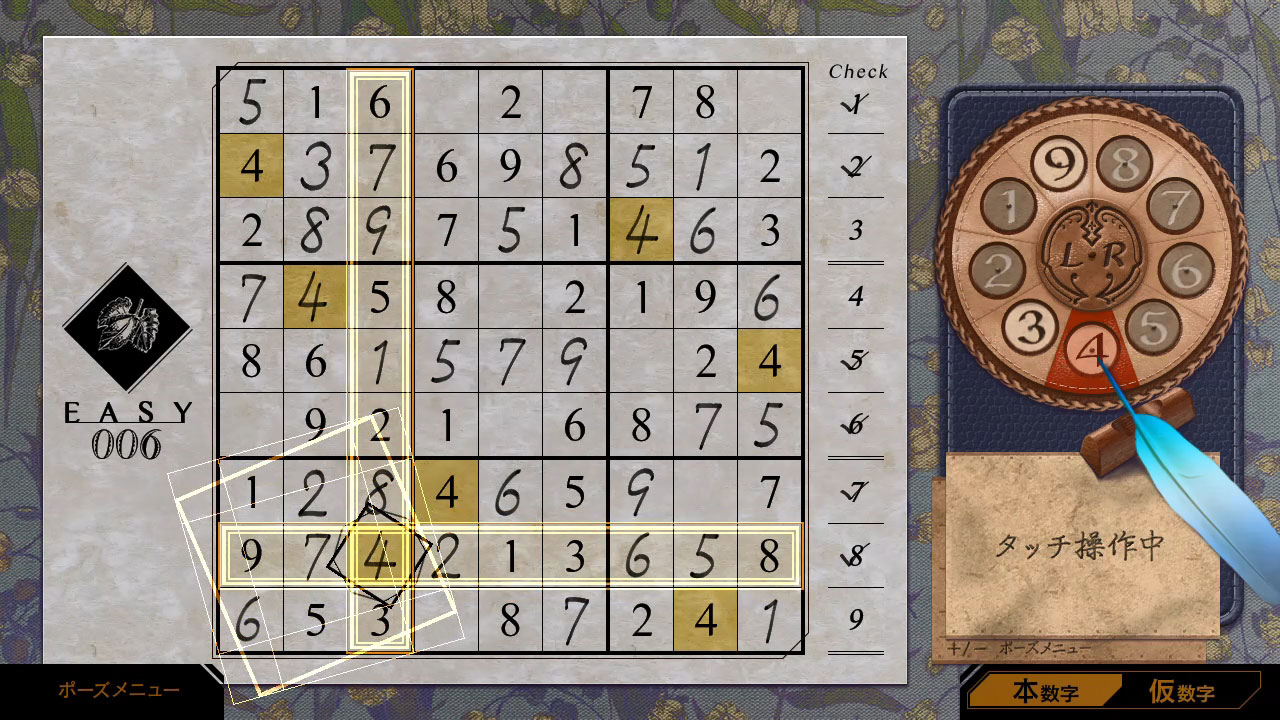 Check
5 1 6 2 7 8 1
4 3 7 6 9 8 5 1 2 2
2 8 9 7 5 1 4 6 3 3
7 4 5 8 2 1 9 6 4
8 6 1 5 7 9 2 4 5
9 2 1 6 8 7 5 6
1 2 8 4 6 5 9 7 7
9 7 4 2 1 3 6 5 8 8
6 5 3 8 7 2 4 1 9
EASY
006
9 8 7 6 5 4 3 2 1
L・R
タッチ操作中
+/− ポーズメニュー
ポーズメニュー
本数字 仮数字